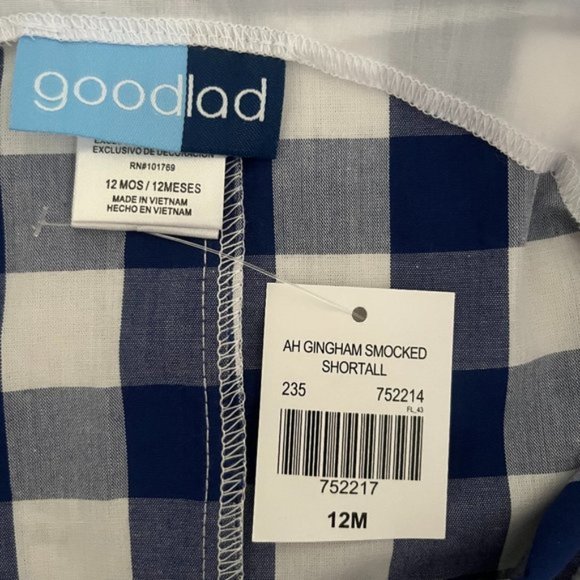 goodlad
EXCLUSIVO DE DECORACION
RN#101769
12 MOS / 12MESES
MADE IN VIETNAM
HECHO EN VIETNAM
AH GINGHAM SMOCKED
SHORTALL
235 752214
FL_43
752217
12M